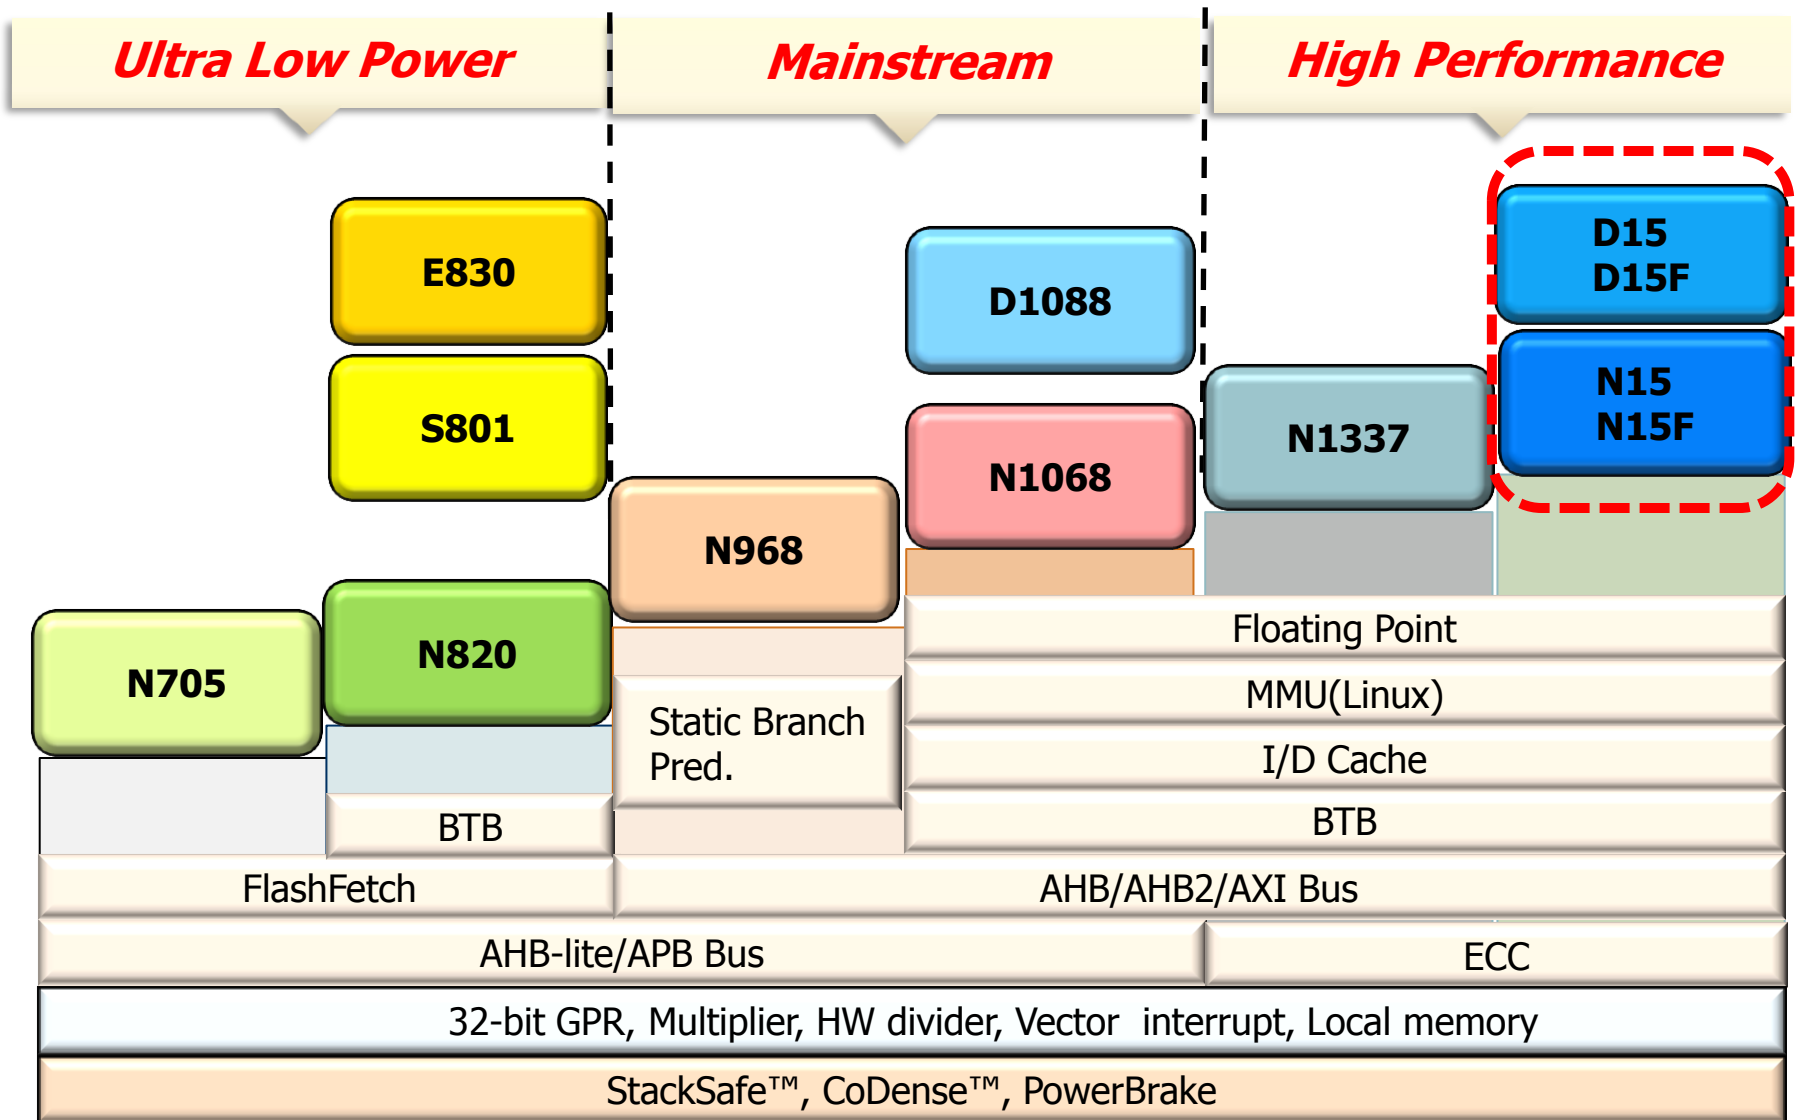 Ultra Low Power
Mainstream
High Performance
E830
S801
N705
N820
N968
D1088
N1068
N1337
D15
D15F
N15
N15F
Static Branch
Pred.
Floating Point
MMU(Linux)
I/D Cache
BTB
BTB
FlashFetch
AHB/AHB2/AXI Bus
AHB-lite/APB Bus
ECC
32-bit GPR, Multiplier, HW divider, Vector interrupt, Local memory
StackSafe™, CoDense™, PowerBrake